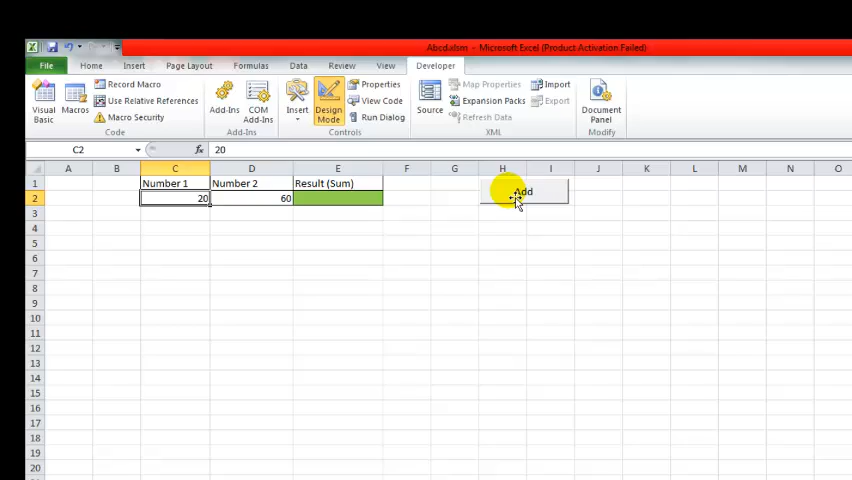 Abcd.xlsm - Microsoft Excel (Product Activation Failed)
File Home Insert Page Layout Formulas Data Review View Developer
Visual Basic
Macros
Record Macro
Use Relative References
Macro Security
Code
Add-Ins
COM Add-Ins
Add-Ins
Insert
Design Mode
Properties
View Code
Run Dialog
Controls
Source
Map Properties
Expansion Packs
Refresh Data
Import
Export
XML
Document Panel
Modify
C2 fx 20
A B C D E F G H I J K L M N O
1 Number 1 Number 2 Result (Sum) Add
2 20 60
3
4
5
6
7
8
9
10
11
12
13
14
15
16
17
18
19
20